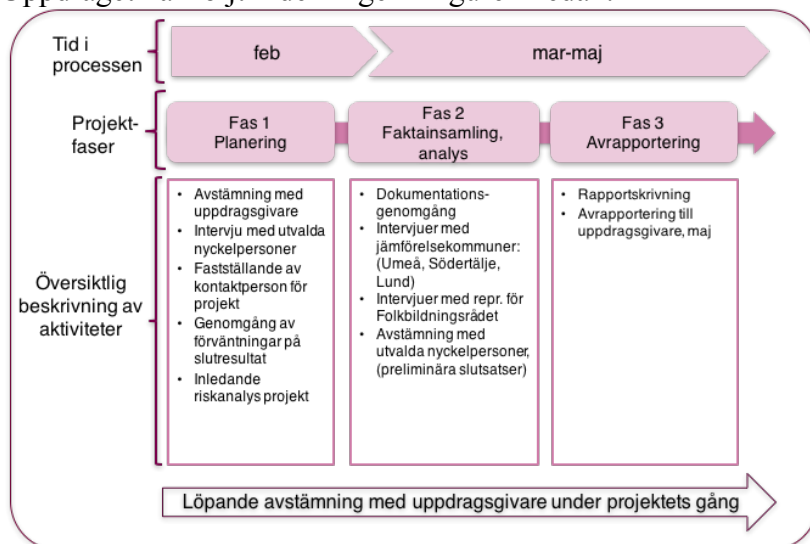 Tid i
processen
feb
mar-maj
Projekt-
faser
Fas 1
Planering
Fas 2
Faktainsamling,
analys
Fas 3
Avrapportering
Översiktlig
beskrivning av
aktiviteter
• Avstämning med
uppdragsgivare
• Intervju med utvalda
nyckelpersoner
• Fastställande av
kontaktperson för
projekt
• Genomgång av
förväntningar på
slutresultat
• Inledande
riskanalys projekt
• Dokumentations-
genomgång
• Intervjuer med
jämförelsekommuner:
(Umeå, Södertälje,
Lund)
• Intervjuer med repr. för
Folkbildningsrådet
• Avstämning med
utvalda nyckelpersoner,
(preliminära slutsatser)
• Rapportskrivning
• Avrapportering till
uppdragsgivare, maj
Löpande avstämning med uppdragsgivare under projektets gång